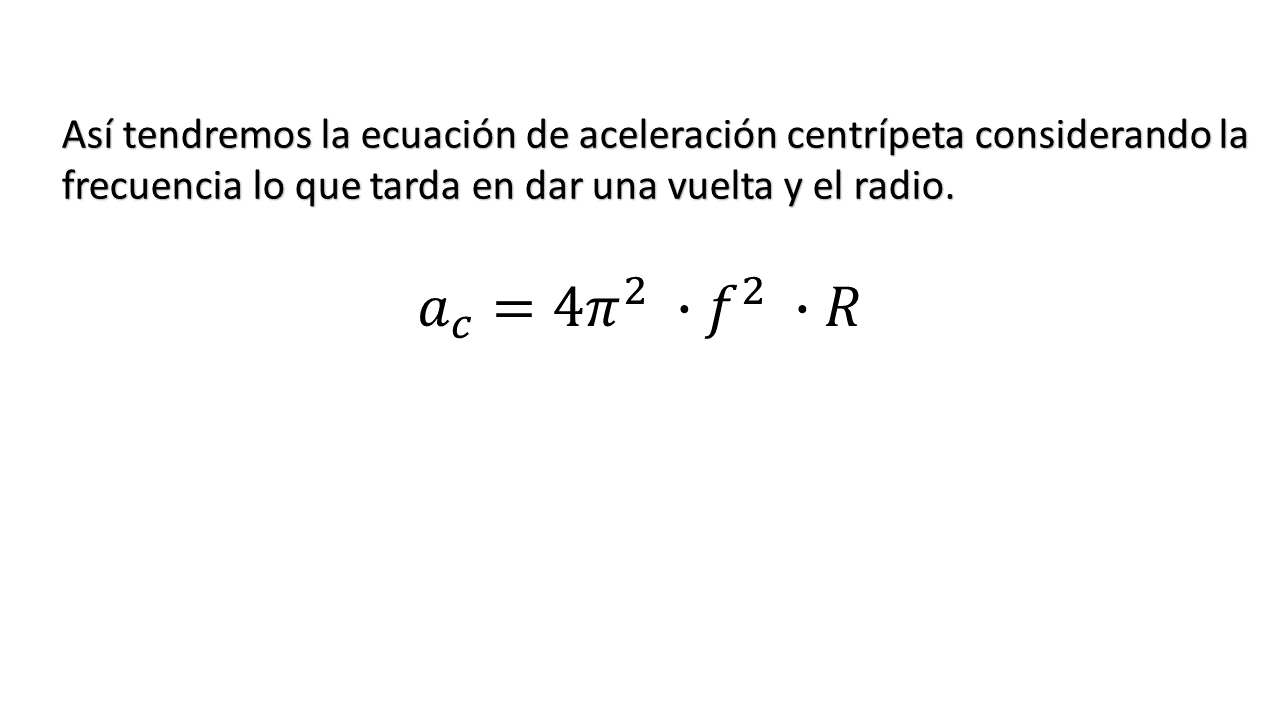 Así tendremos la ecuación de aceleración centrípeta considerando la
frecuencia lo que tarda en dar una vuelta y el radio.
𝑎𝑐 = 4𝜋² · 𝑓² · 𝑅